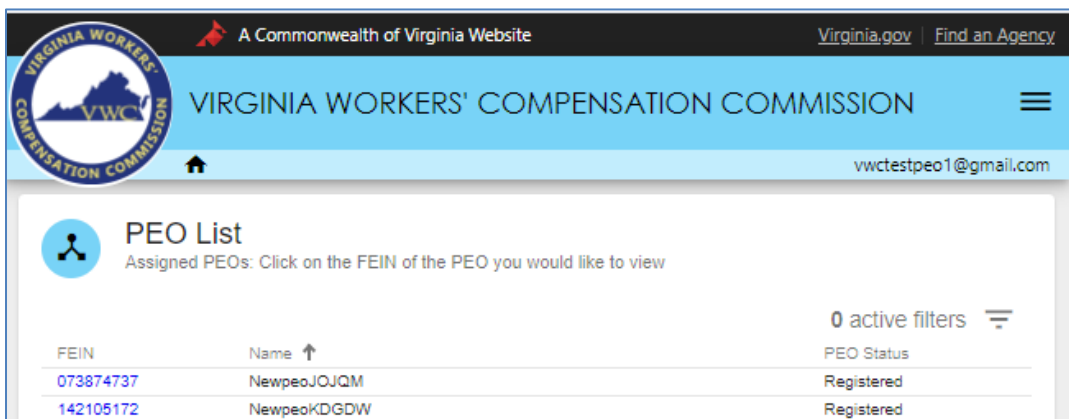 A Commonwealth of Virginia Website
Virginia.gov | Find an Agency
VIRGINIA WORKERS' COMPENSATION COMMISSION
VWC
VIRGINIA WORKERS' COMPENSATION COMMISSION
vwctestpeo1@gmail.com
PEO List
Assigned PEOs: Click on the FEIN of the PEO you would like to view
0 active filters
FEIN Name PEO Status
073874737 NewpeoJOJQM Registered
142105172 NewpeoKDGDW Registered